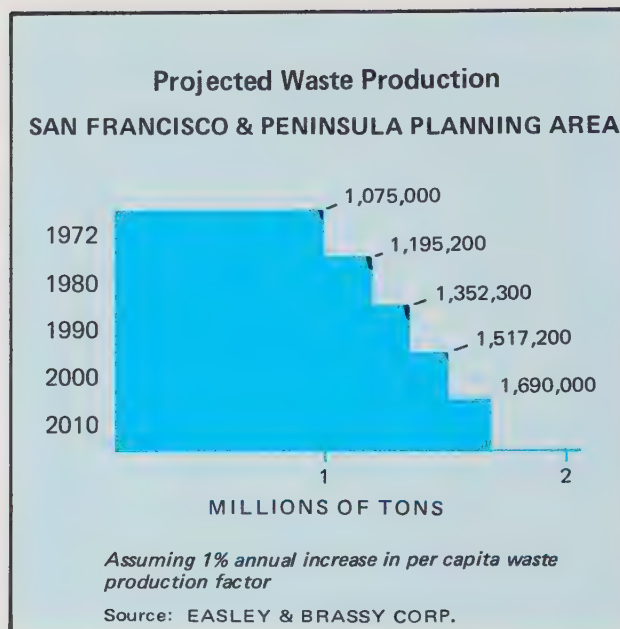 Projected Waste Production
SAN FRANCISCO & PENINSULA PLANNING AREA
1972
1,075,000
1980
1,195,200
1990
1,352,300
2000
1,517,200
2010
1,690,000
1
2
MILLIONS OF TONS
Assuming 1% annual increase in per capita waste
production factor
Source: EASLEY & BRASSY CORP.